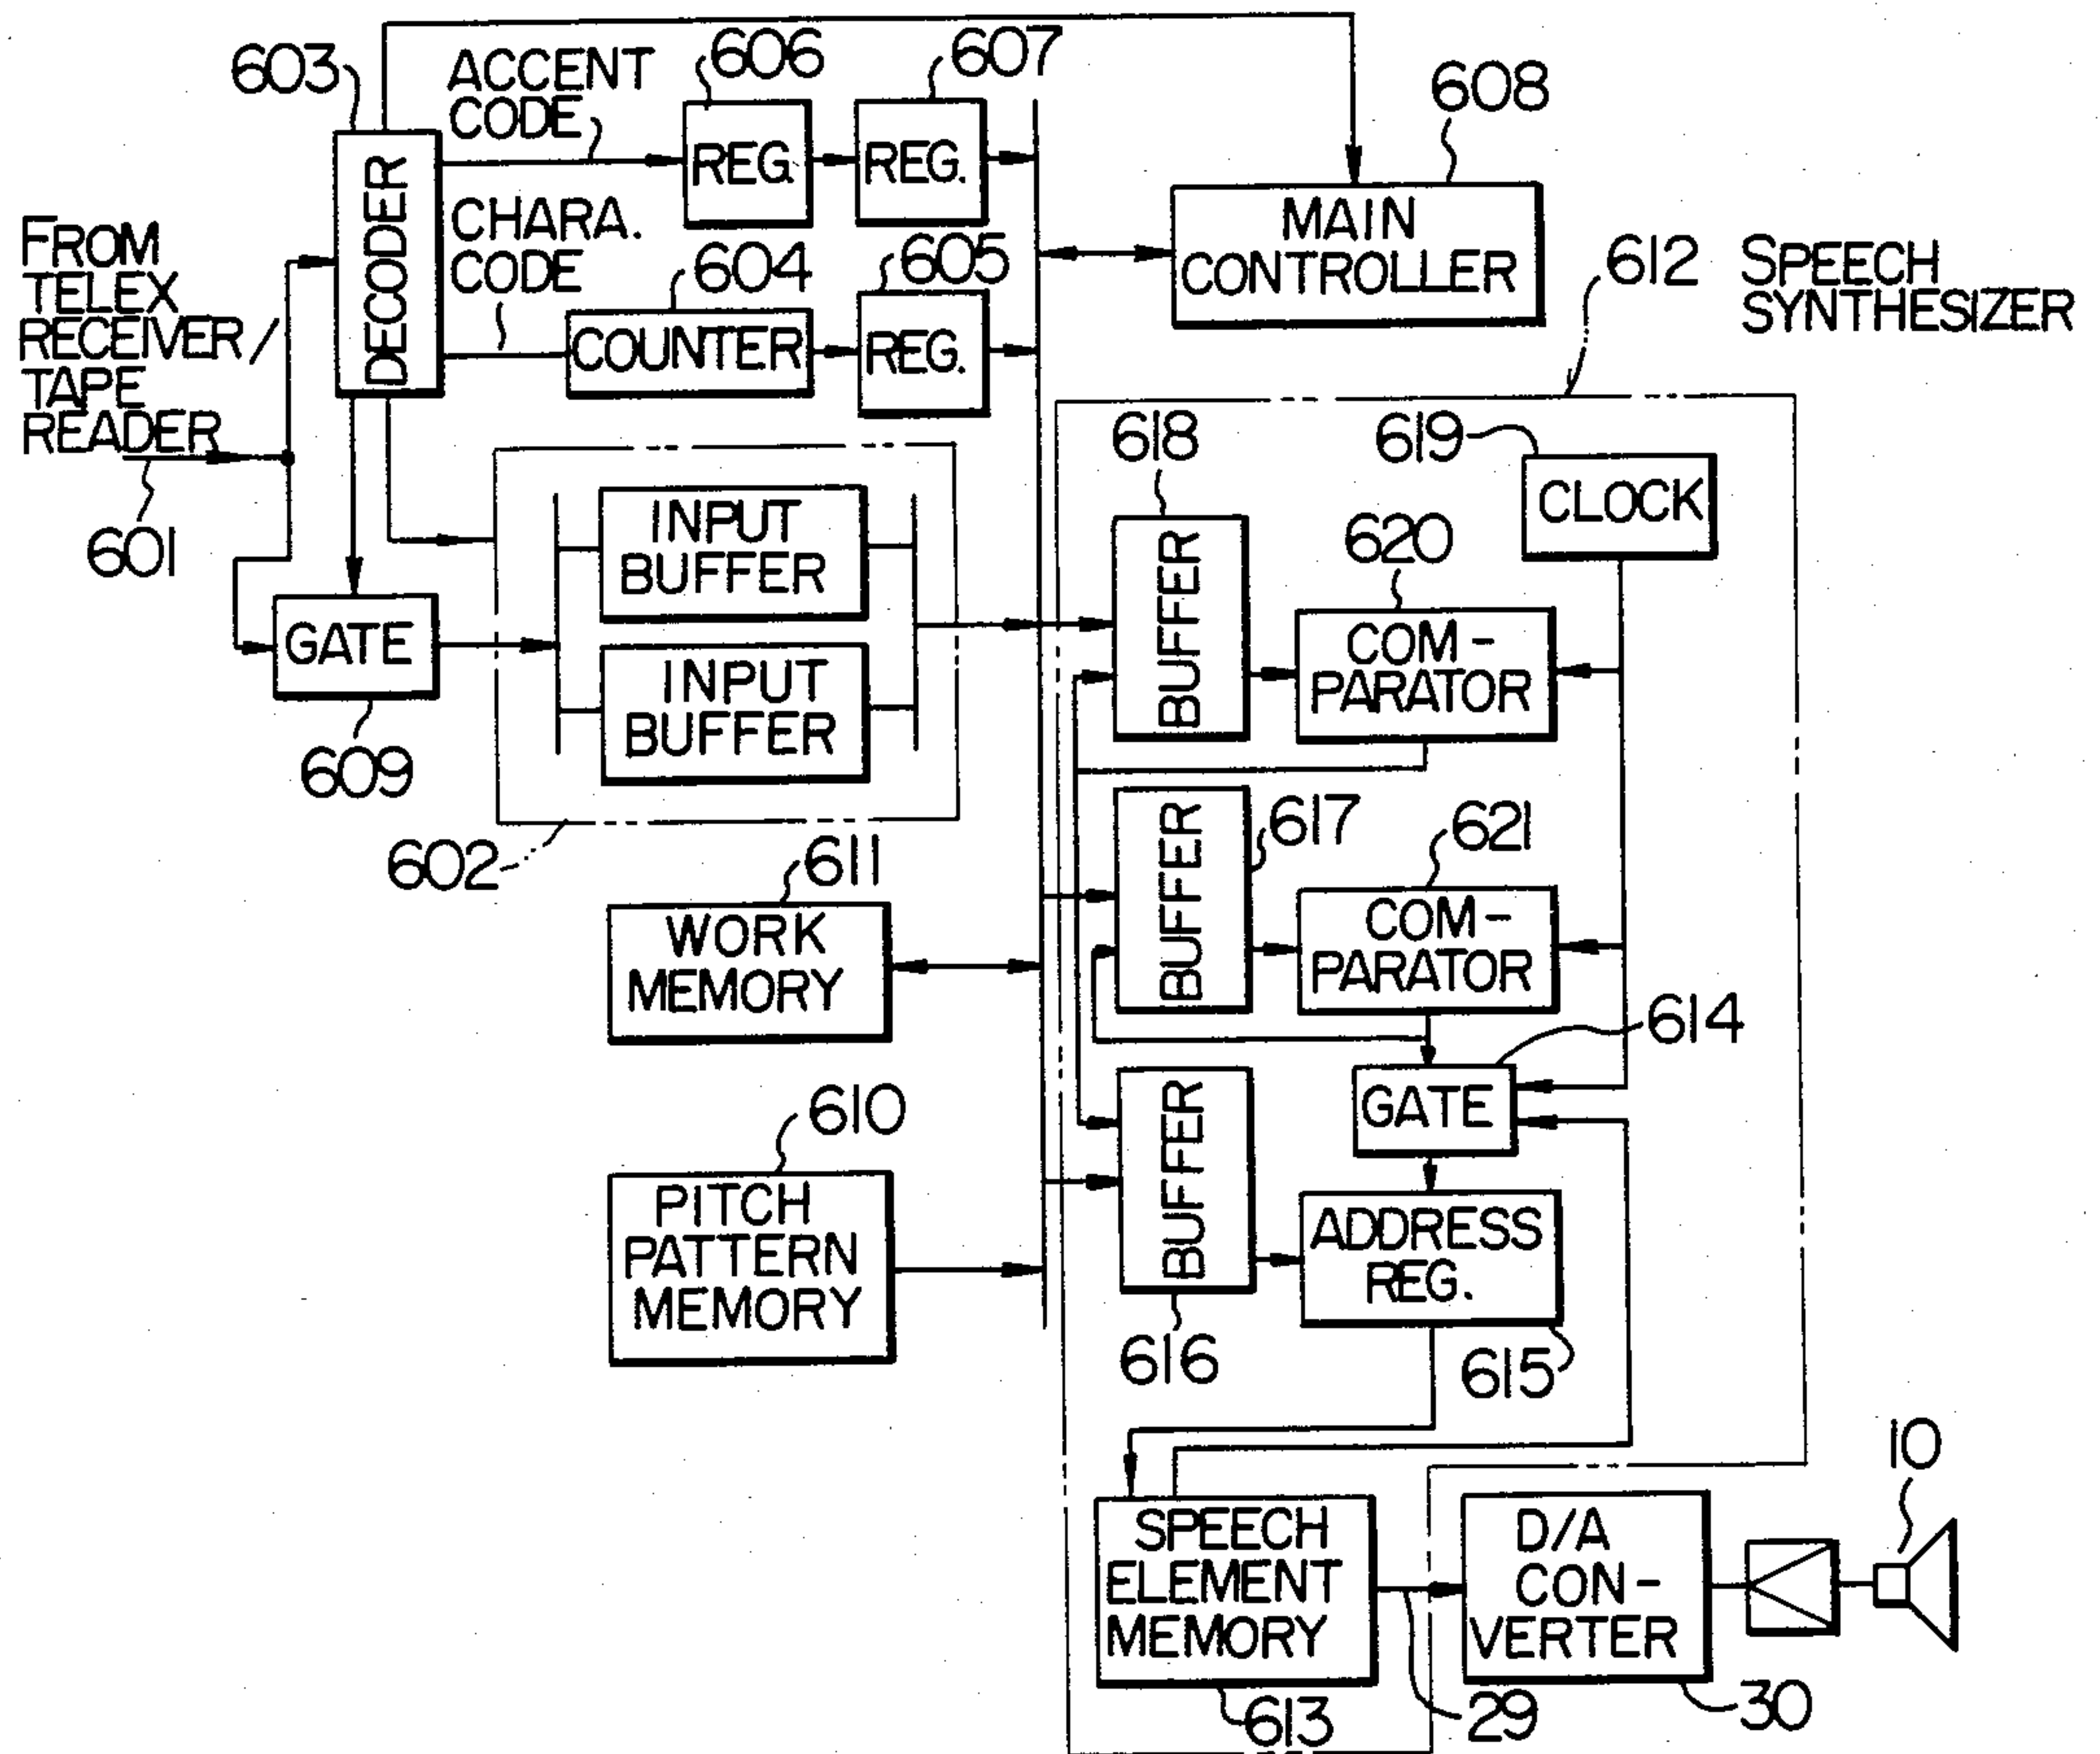 603
ACCENT
CODE
606
607
608
REG.
REG.
DECODER
MAIN
CONTROLLER
FROM
TELEX
RECEIVER/
TAPE
READER
CHARA.
CODE
604
605
COUNTER
REG.
612
SPEECH
SYNTHESIZER
601
618
619
CLOCK
INPUT
BUFFER
620
BUFFER
COM-
PARATOR
GATE
609
INPUT
BUFFER
602
617
621
BUFFER
COM-
PARATOR
611
WORK
MEMORY
614
GATE
610
PITCH
PATTERN
MEMORY
BUFFER
ADDRESS
REG.
616
615
10
SPEECH
ELEMENT
MEMORY
D/A
CON-
VERTER
613
29
30